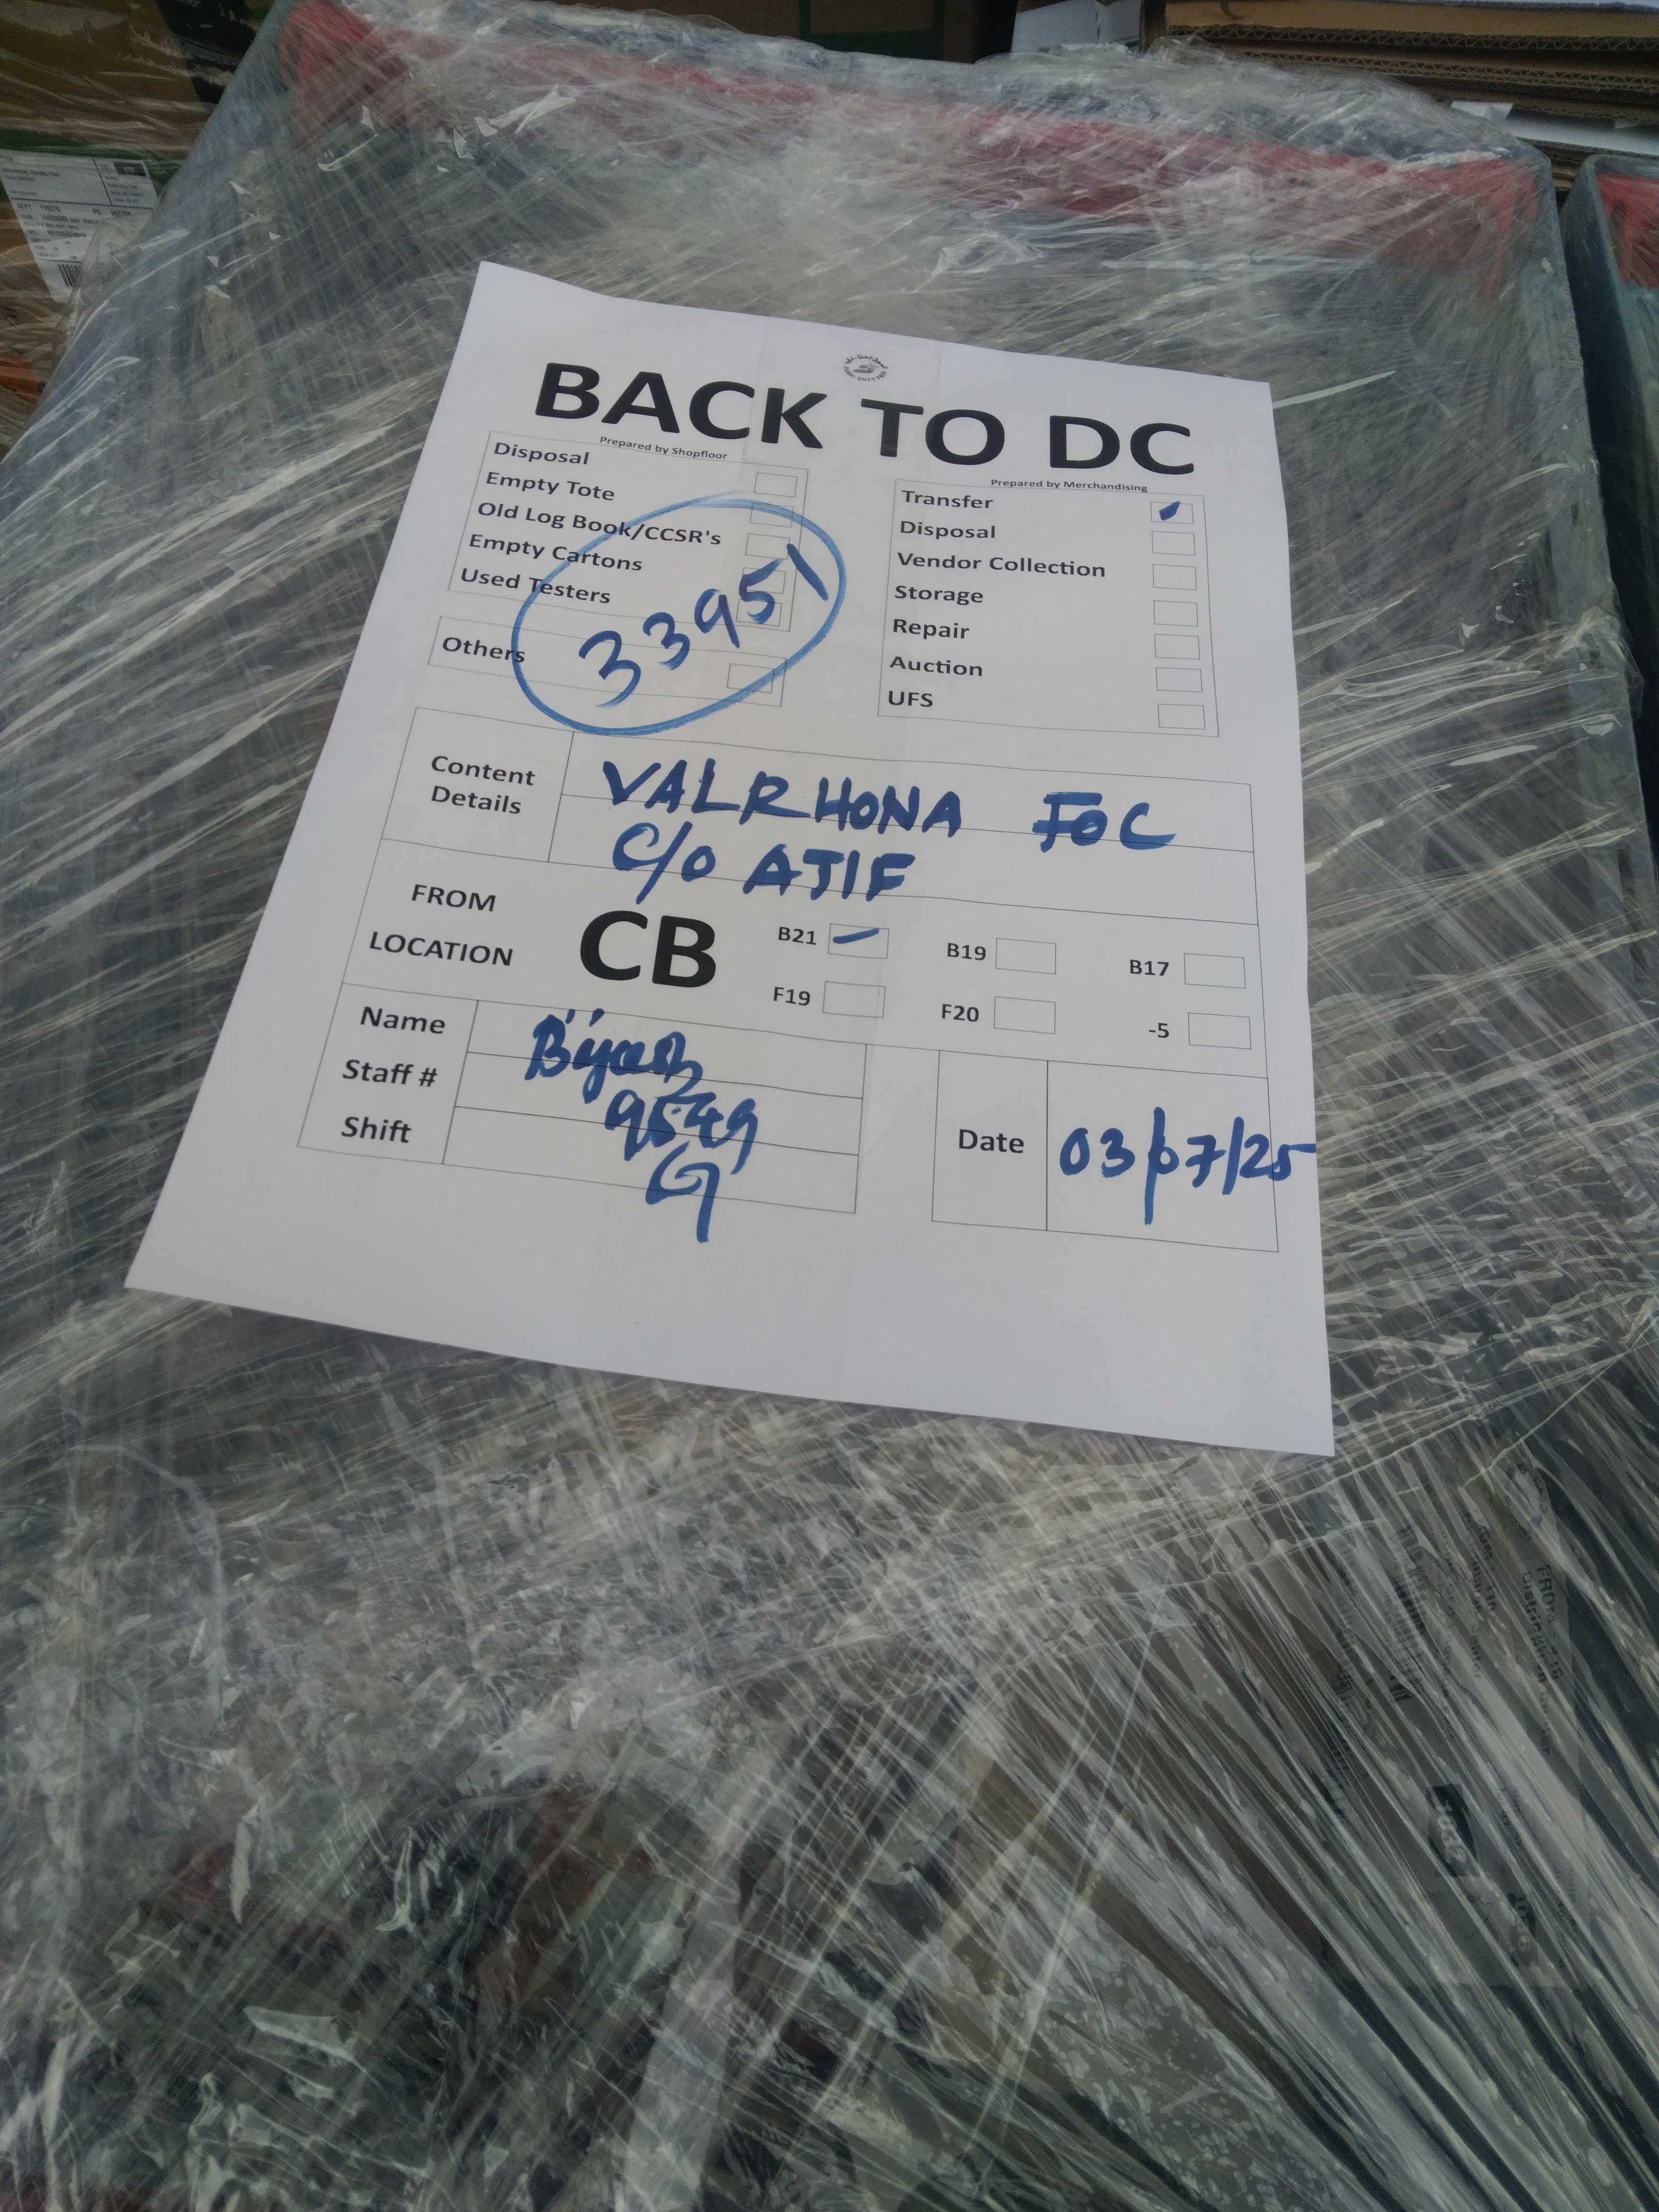 BACK TO DC
Prepared by Shopfloor
Disposal
Empty Tote
Old Log Book/CCSR's
Empty Cartons
Used Testers
Others
33951
Prepared by Merchandising
Transfer
Disposal
Vendor Collection
Storage
Repair
Auction
UFS
Content Details
VALRHONA FOC
C/O AJIF
FROM LOCATION
CB
B21
B19
B17
F19
F20
-5
Name
Staff #
9549
Shift
G
Date
03/07/25